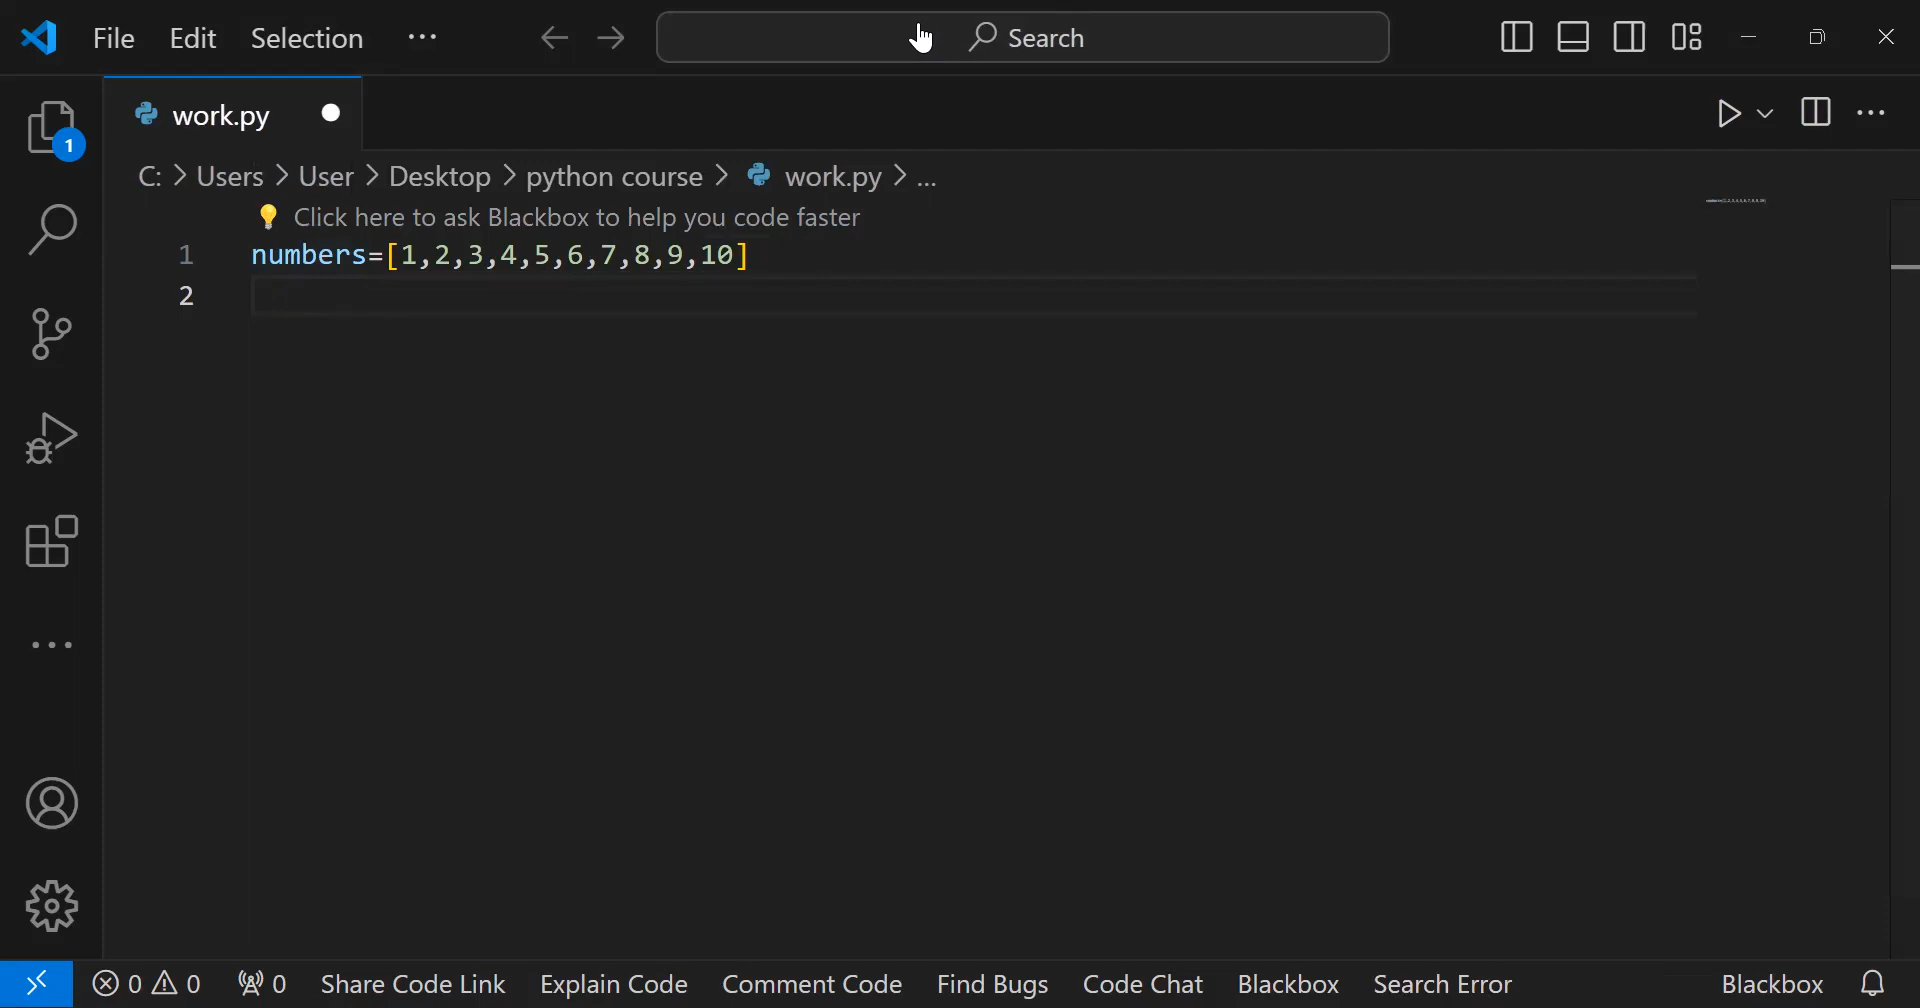 File Edit Selection ··· Search
work.py
1
C: > Users > User > Desktop > python course > work.py > ...
Click here to ask Blackbox to help you code faster
1 numbers=[1,2,3,4,5,6,7,8,9,10]
2
0 0 0 Share Code Link Explain Code Comment Code Find Bugs Code Chat Blackbox Search Error Blackbox